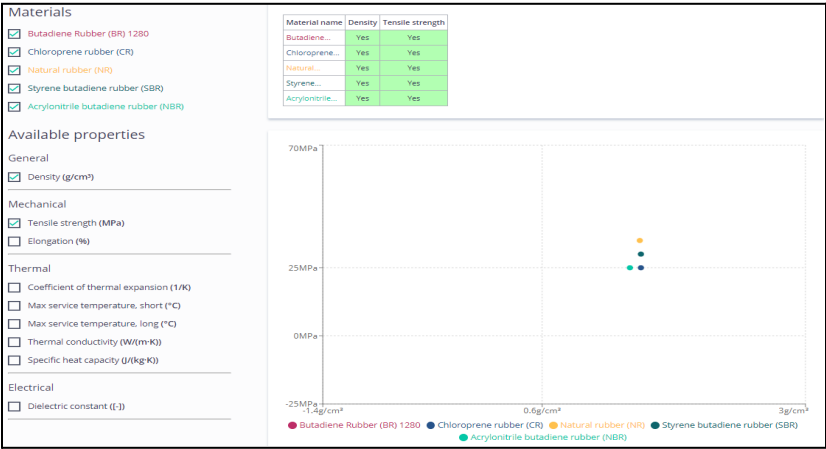 Materials
Butadiene Rubber (BR) 1280
Chloroprene rubber (CR)
Natural rubber (NR)
Styrene butadiene rubber (SBR)
Acrylonitrile butadiene rubber (NBR)
Available properties
General
Density (g/cm³)
Mechanical
Tensile strength (MPa)
Elongation (%)
Thermal
Coefficient of thermal expansion (1/K)
Max service temperature, short (°C)
Max service temperature, long (°C)
Thermal conductivity (W/(m·K))
Specific heat capacity (J/(kg·K))
Electrical
Dielectric constant ([-])
Material name Density Tensile strength
Butadiene... Yes Yes
Chloroprene... Yes Yes
Natural... Yes Yes
Styrene... Yes Yes
Acrylonitrile... Yes Yes
70MPa
25MPa
0MPa
-25MPa
-1.4g/cm³ 0.6g/cm³ 3g/cm³
Butadiene Rubber (BR) 1280 Chloroprene rubber (CR) Natural rubber (NR) Styrene butadiene rubber (SBR)
Acrylonitrile butadiene rubber (NBR)